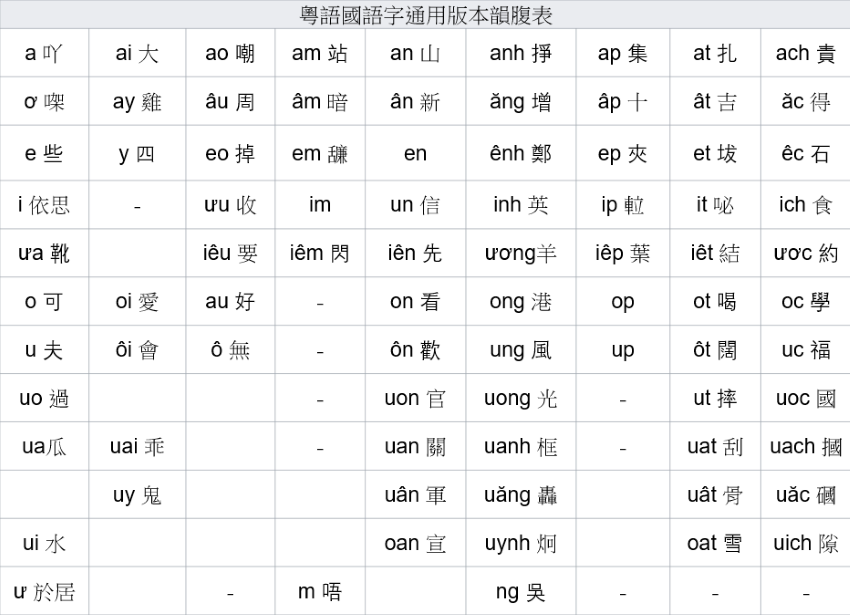 粵語國語字通用版本韻腹表
a 吖 ai 大 ao 嘲 am 站 an 山 anh 掙 ap 集 at 扎 ach 責
ơ 㗎 ay 雞 âu 周 âm 暗 ân 新 ăng 增 âp 十 ât 吉 ăc 得
e 些 y 四 eo 掉 em 舐 en ênh 鄭 ep 夾 et 坺 êc 石
i 依思 - ưu 收 im un 信 inh 英 ip 粒 it 咇 ich 食
ưa 靴 iêu 要 iêm 閃 iên 先 ương羊 iêp 葉 iêt 結 ươc 約
o 可 oi 愛 au 好 - on 看 ong 港 op ot 喝 oc 學
u 夫 ôi 會 ô 無 - ôn 歡 ung 風 up ôt 闊 uc 福
uo 過 - uon 官 uong 光 - ut 摔 uoc 國
ua瓜 uai 乖 - uan 關 uanh 框 - uat 刮 uach 摑
uy 鬼 uân 軍 uăng 轟 uât 骨 uăc
ui 水 oan 宣 uynh 炯 oat 雪 uich 隙
ư 於居 - m 唔 ng 吳 - - -